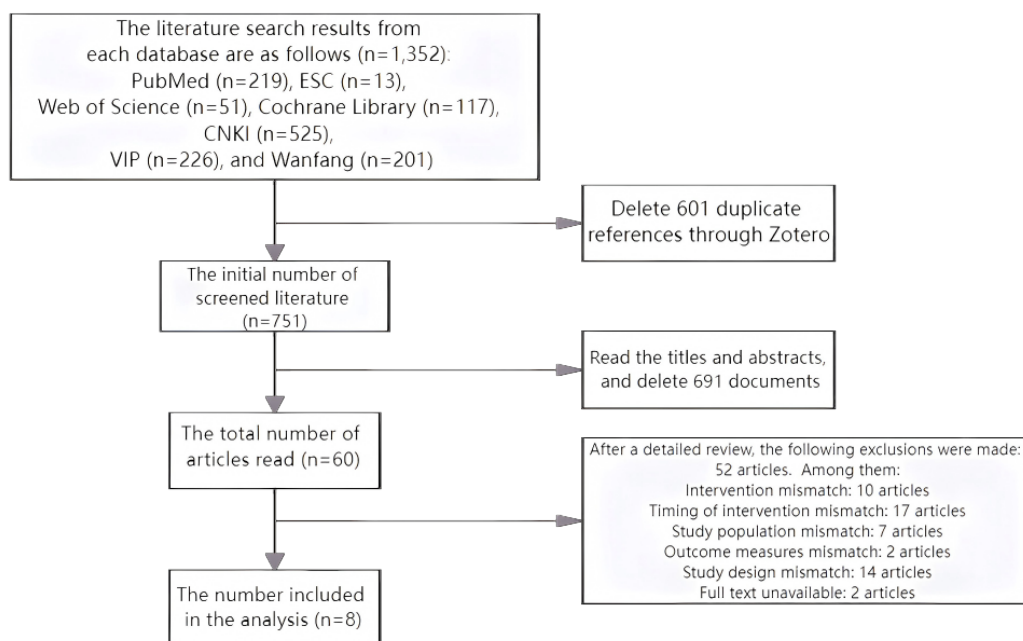 The literature search results from
each database are as follows (n=1,352):
PubMed (n=219), ESC (n=13),
Web of Science (n=51), Cochrane Library (n=117),
CNKI (n=525),
VIP (n=226), and Wanfang (n=201)
Delete 601 duplicate
references through Zotero
The initial number of
screened literature
(n=751)
Read the titles and abstracts,
and delete 691 documents
The total number of
articles read (n=60)
After a detailed review, the following exclusions were made:
52 articles. Among them:
Intervention mismatch: 10 articles
Timing of intervention mismatch: 17 articles
Study population mismatch: 7 articles
Outcome measures mismatch: 2 articles
Study design mismatch: 14 articles
Full text unavailable: 2 articles
The number included
in the analysis (n=8)